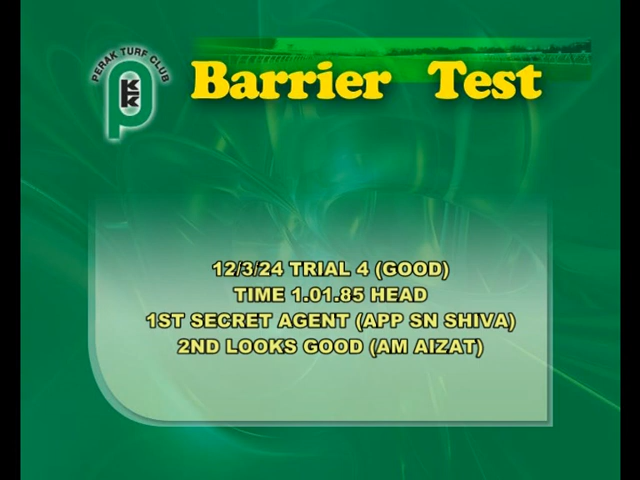 PERAK TURF CLUB
KK
P
Barrier Test
12/3/24 TRIAL 4 (GOOD)
TIME 1.01.85 HEAD
1ST SECRET AGENT (APP SN SHIVA)
2ND LOOKS GOOD (AM AIZAT)